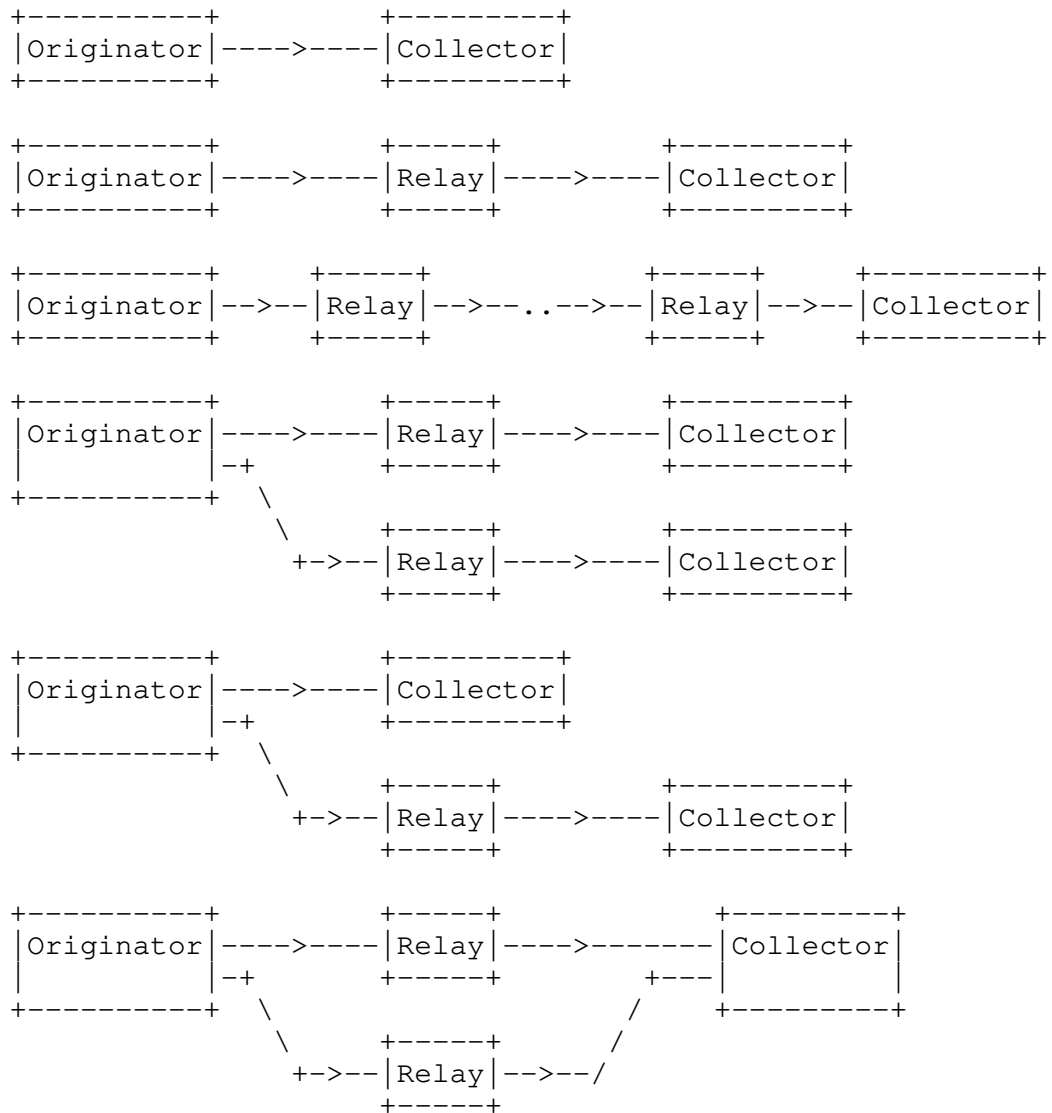 +----------+         +---------+
|Originator|---->----|Collector|
+----------+         +---------+

+----------+         +-----+         +---------+
|Originator|---->----|Relay|---->----|Collector|
+----------+         +-----+         +---------+

+----------+     +-----+            +-----+     +---------+
|Originator|-->--|Relay|-->--..-->--|Relay|-->--|Collector|
+----------+     +-----+            +-----+     +---------+

+----------+         +-----+         +---------+
|Originator|---->----|Relay|---->----|Collector|
|          |-+       +-----+         +---------+
+----------+  \
               \     +-----+         +---------+
                +->--|Relay|---->----|Collector|
                     +-----+         +---------+

+----------+         +---------+
|Originator|---->----|Collector|
|          |-+       +---------+
+----------+  \
               \     +-----+         +---------+
                +->--|Relay|---->----|Collector|
                     +-----+         +---------+

+----------+         +-----+            +---------+
|Originator|---->----|Relay|---->-------|Collector|
|          |-+       +-----+        +---|         |
+----------+  \                    /    +---------+
               \     +-----+      /
                +->--|Relay|-->--/
                     +-----+